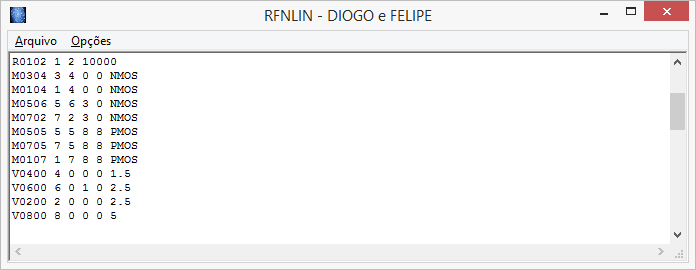 RFNLIN - DIOGO e FELIPE
Arquivo Opções
R0102 1 2 10000
M0304 3 4 0 0 NMOS
M0104 1 4 0 0 NMOS
M0506 5 6 3 0 NMOS
M0702 7 2 3 0 NMOS
M0505 5 5 8 8 PMOS
M0705 7 5 8 8 PMOS
M0107 1 7 8 8 PMOS
V0400 4 0 0 0 1.5
V0600 6 0 1 0 2.5
V0200 2 0 0 0 2.5
V0800 8 0 0 0 5